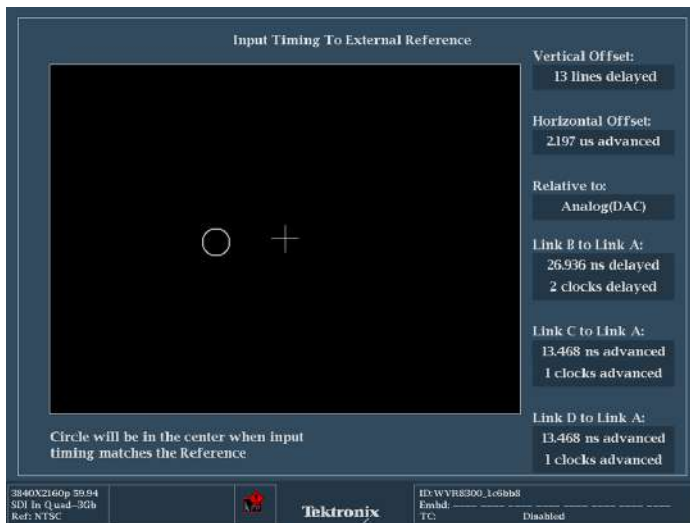 Input Timing To External Reference
Vertical Offset:
13 lines delayed
Horizontal Offset:
2.197 us advanced
Relative to:
Analog(DAC)
Link B to Link A:
26.936 ns delayed
2 clocks delayed
Link C to Link A:
13.468 ns advanced
1 clocks advanced
Link D to Link A:
13.468 ns advanced
1 clocks advanced
Circle will be in the center when input
timing matches the Reference
3840X2160p 59.94
SDI In Quad-3Gb
Ref: NTSC
Tektronix
ID: WVR8300_1c6bb8
Embd: ---- ---- ---- ---- ---- ---- ---- ----
TC: Disabled